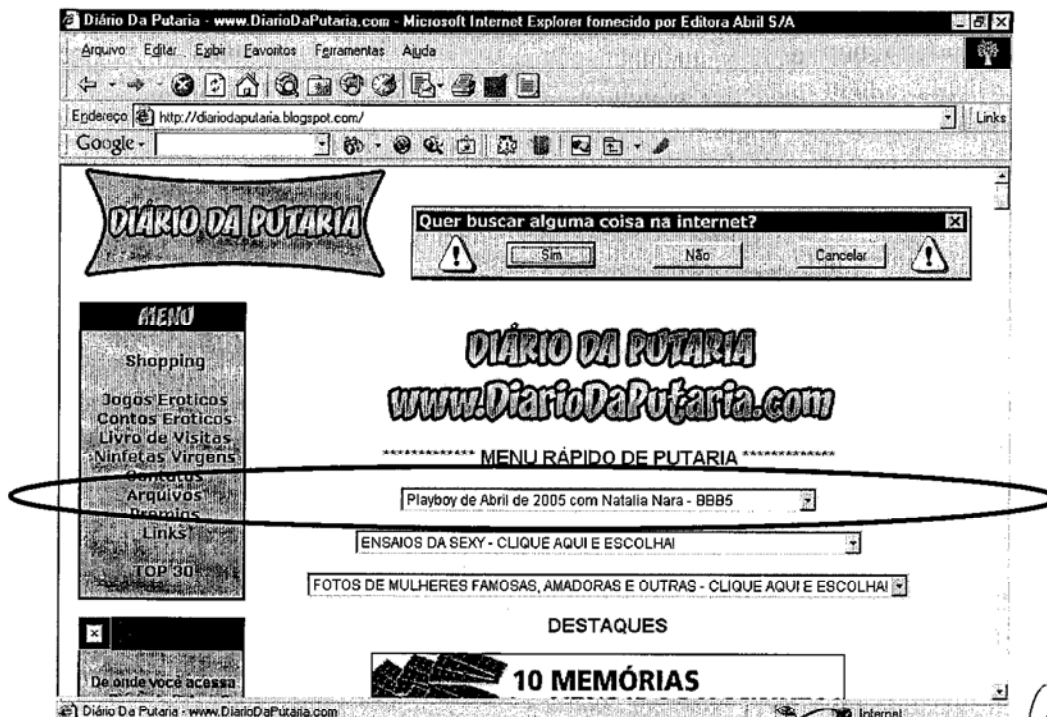 Diário Da Putaria - www.DiarioDaPutaria.com - Microsoft Internet Explorer fornecido por Editora Abril S/A
Arquivo Editar Exibir Favoritos Ferramentas Ajuda
Endereço http://diariodaputaria.blogspot.com/ Links
Google
DIÁRIO DA PUTARIA
Quer buscar alguma coisa na internet?
Sim Não Cancelar
MENU
Shopping
Jogos Eroticos
Contos Eroticos
Livro de Visitas
Ninfetas Virgens
Contatos
Arquivos
Premios
Links
TOP 30
De onde você acessa
DIÁRIO DA PUTARIA
www.DiarioDaPutaria.com
************* MENU RÁPIDO DE PUTARIA *************
Playboy de Abril de 2005 com Natalia Nara - BBB5
ENSAIOS DA SEXY - CLIQUE AQUI E ESCOLHA!
FOTOS DE MULHERES FAMOSAS, AMADORAS E OUTRAS - CLIQUE AQUI E ESCOLHA!
DESTAQUES
10 MEMÓRIAS
Diário Da Putaria - www.DiarioDaPutaria.com Internet